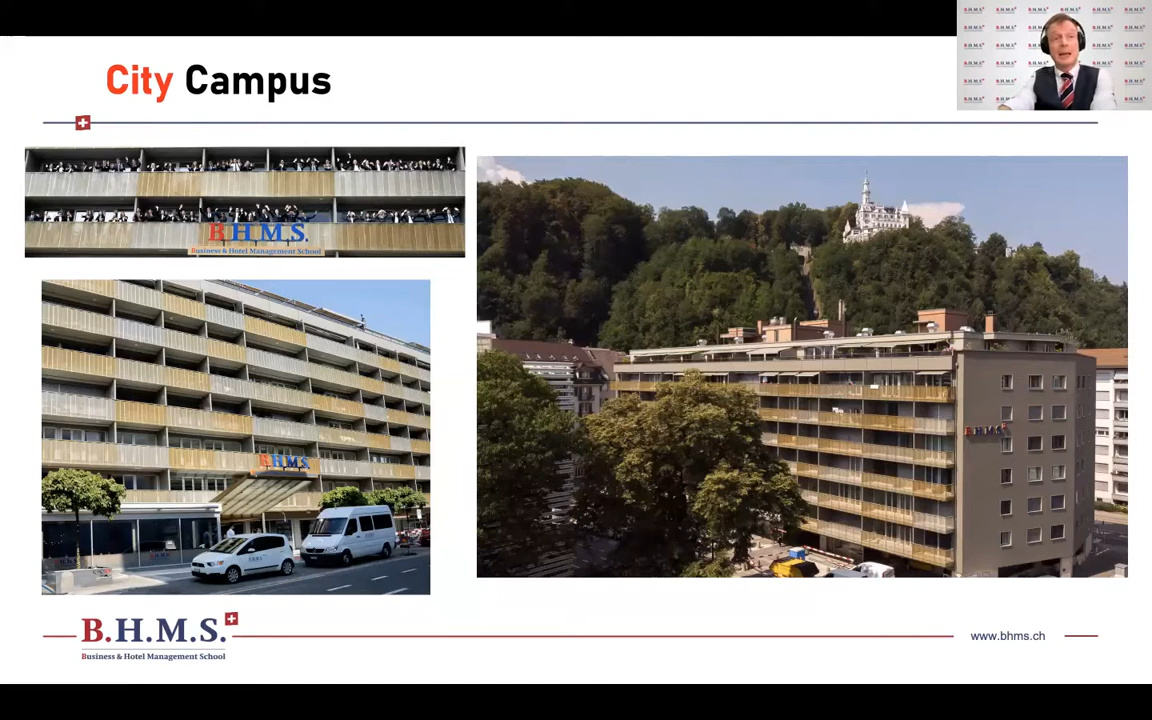 City Campus
B.H.M.S.
Business & Hotel Management School
B.H.M.S.
B.H.M.S.
B.H.M.S.
Business & Hotel Management School
www.bhms.ch